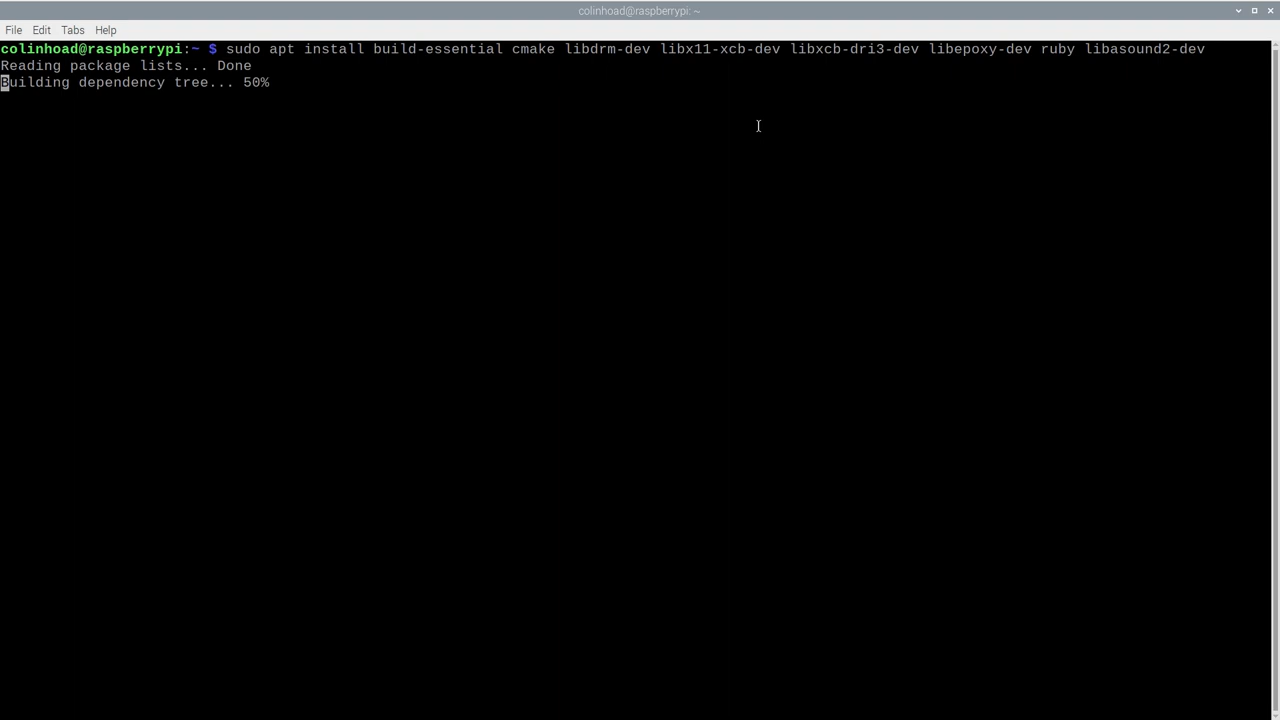 colinhoad@raspberrypi: ~
File Edit Tabs Help
colinhoad@raspberrypi:~ $ sudo apt install build-essential cmake libdrm-dev libx11-xcb-dev libxcb-dri3-dev libepoxy-dev ruby libasound2-dev
Reading package lists... Done
Building dependency tree... 50%